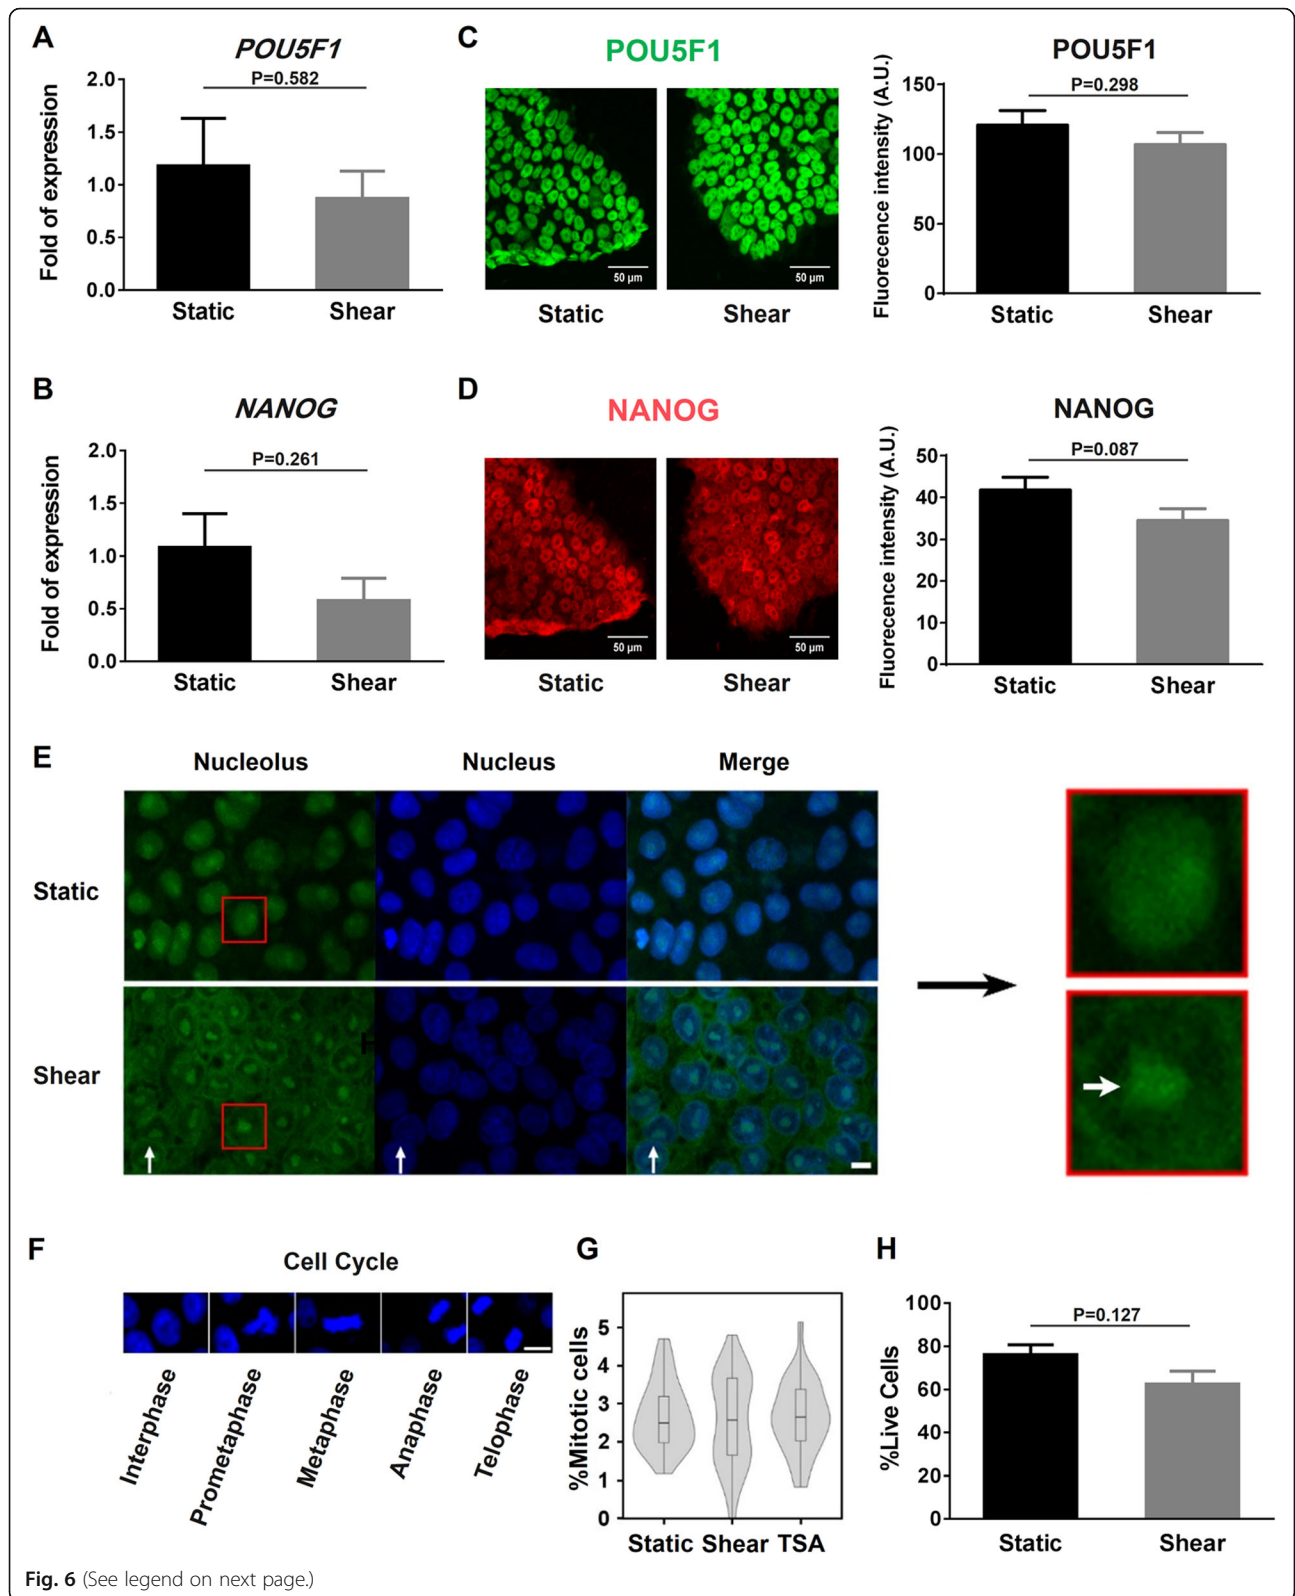 A
POU5F1
P=0.582
Fold of expression
2.0
1.5
1.0
0.5
0.0
Static
Shear
C
POU5F1
50 µm
50 µm
Static
Shear
POU5F1
P=0.298
Fluorecence intensity (A.U.)
150
100
50
0
Static
Shear
B
NANOG
P=0.261
Fold of expression
2.0
1.5
1.0
0.5
0.0
Static
Shear
D
NANOG
50 µm
50 µm
Static
Shear
NANOG
P=0.087
Fluorecence intensity (A.U.)
50
40
30
20
10
0
Static
Shear
E
Nucleolus
Nucleus
Merge
Static
Shear
H
F
Cell Cycle
Interphase
Prometaphase
Metaphase
Anaphase
Telophase
G
%Mitotic cells
5
4
3
2
1
0
Static Shear TSA
H
P=0.127
%Live Cells
100
80
60
40
20
0
Static
Shear
Fig. 6 (See legend on next page.)